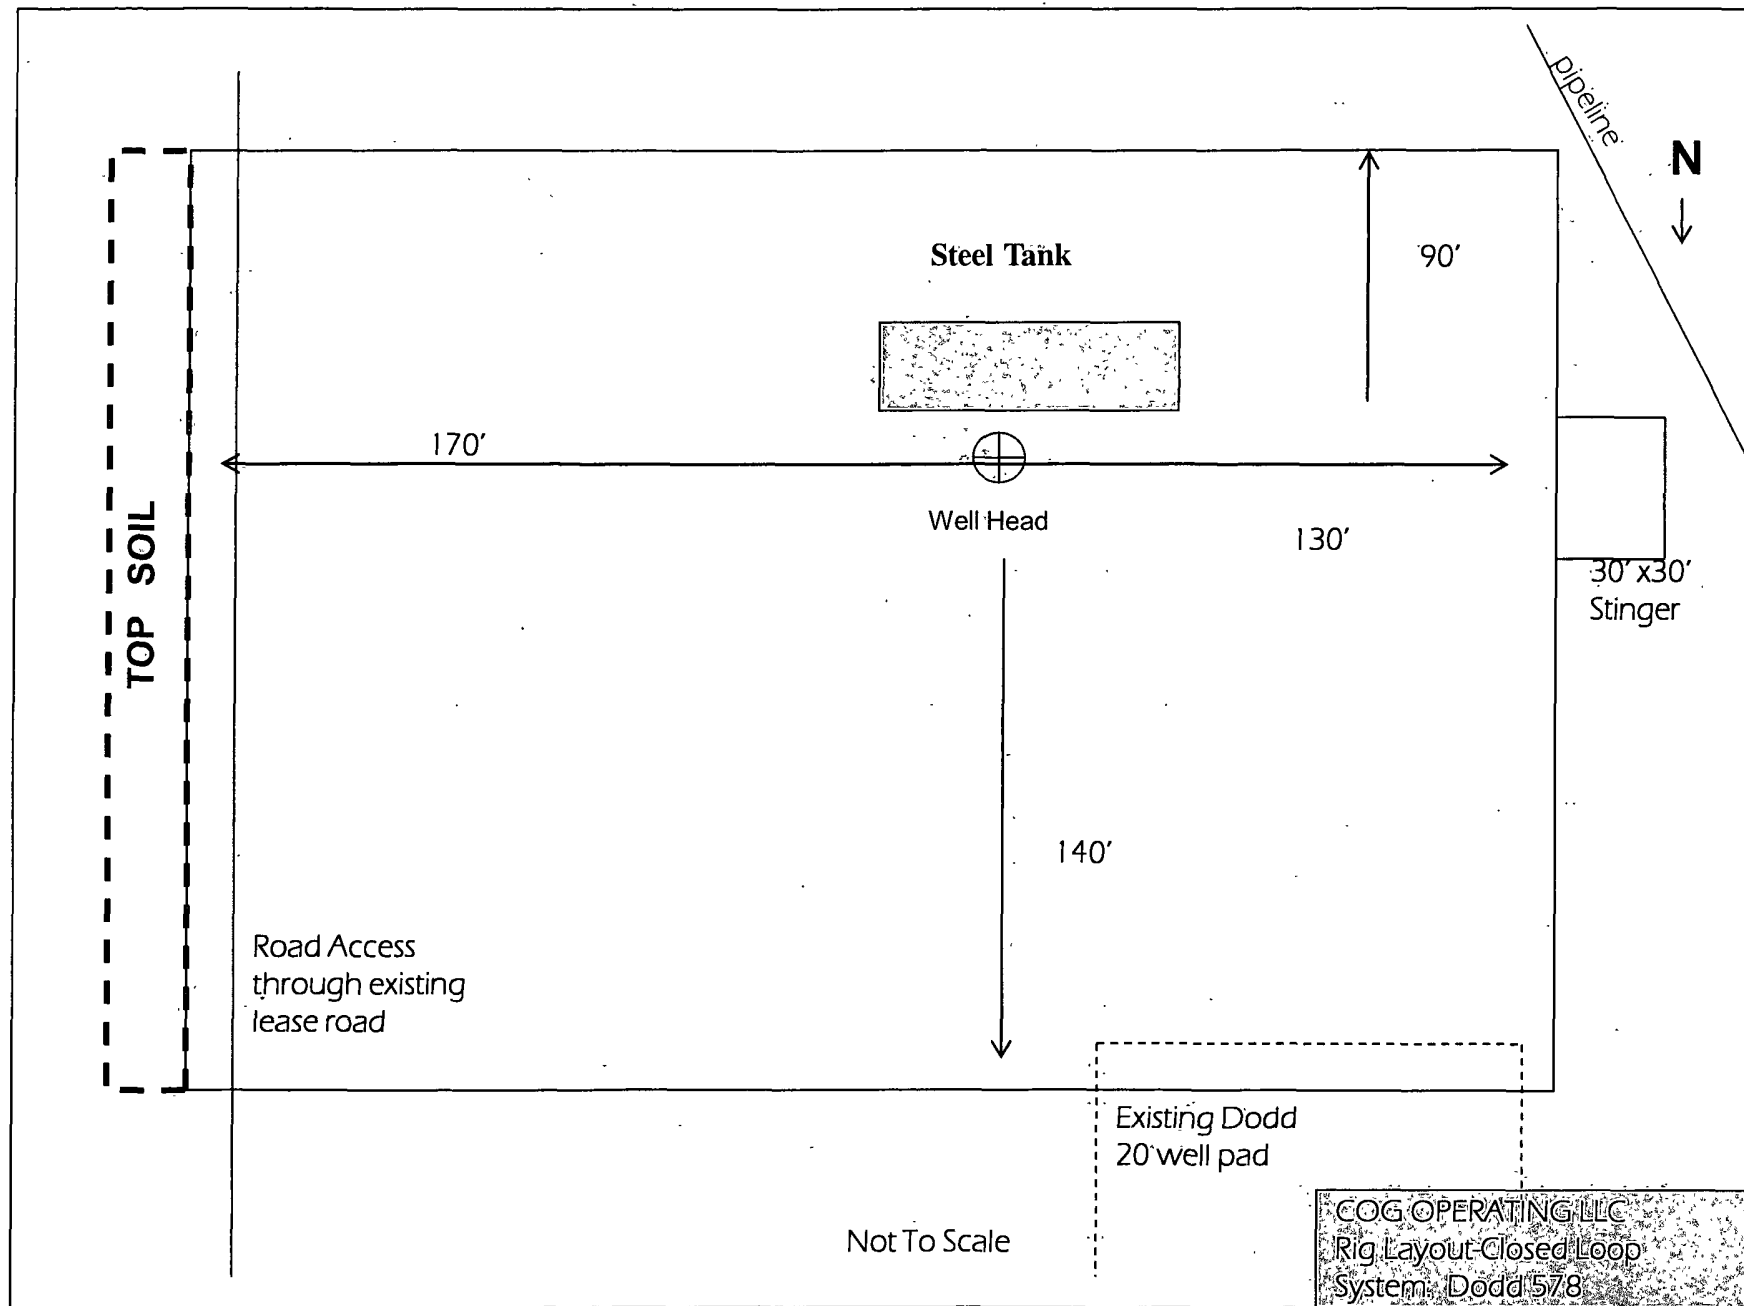 pipeline
N
Steel Tank
90'
170'
Well Head
130'
30' x30'
Stinger
TOP SOIL
140'
Road Access
through existing
lease road
Existing Dodd
20 well pad
Not To Scale
COG OPERATING LLC
Rig Layout-Closed Loop
System, Dodd 578